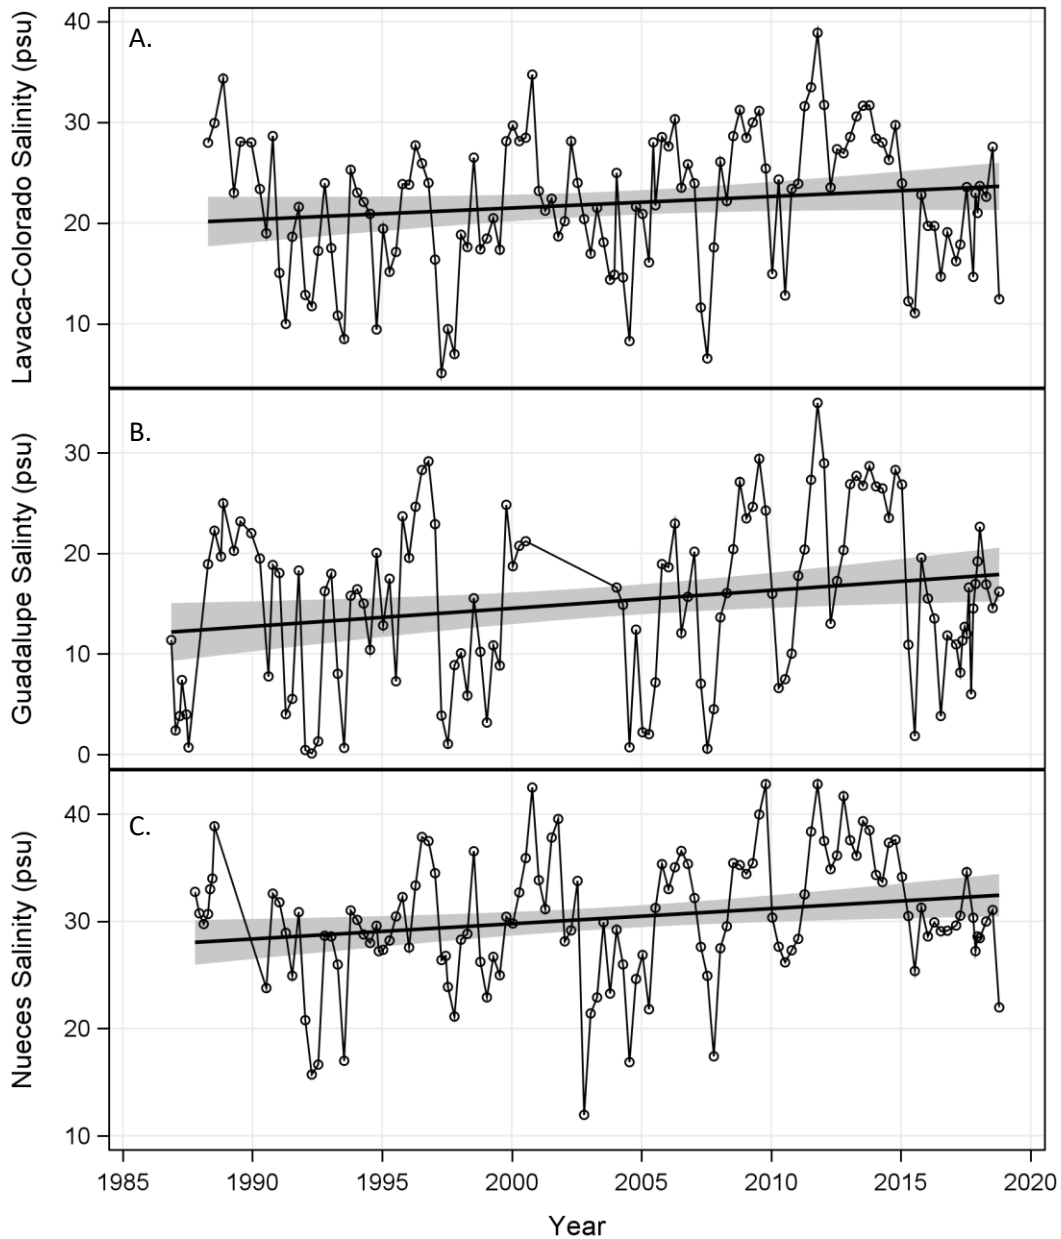 A.
Lavaca-Colorado Salinity (psu)
40
30
20
10
B.
Guadalupe Salinty (psu)
30
20
10
0
C.
Nueces Salinity (psu)
40
30
20
10
1985 1990 1995 2000 2005 2010 2015 2020
Year